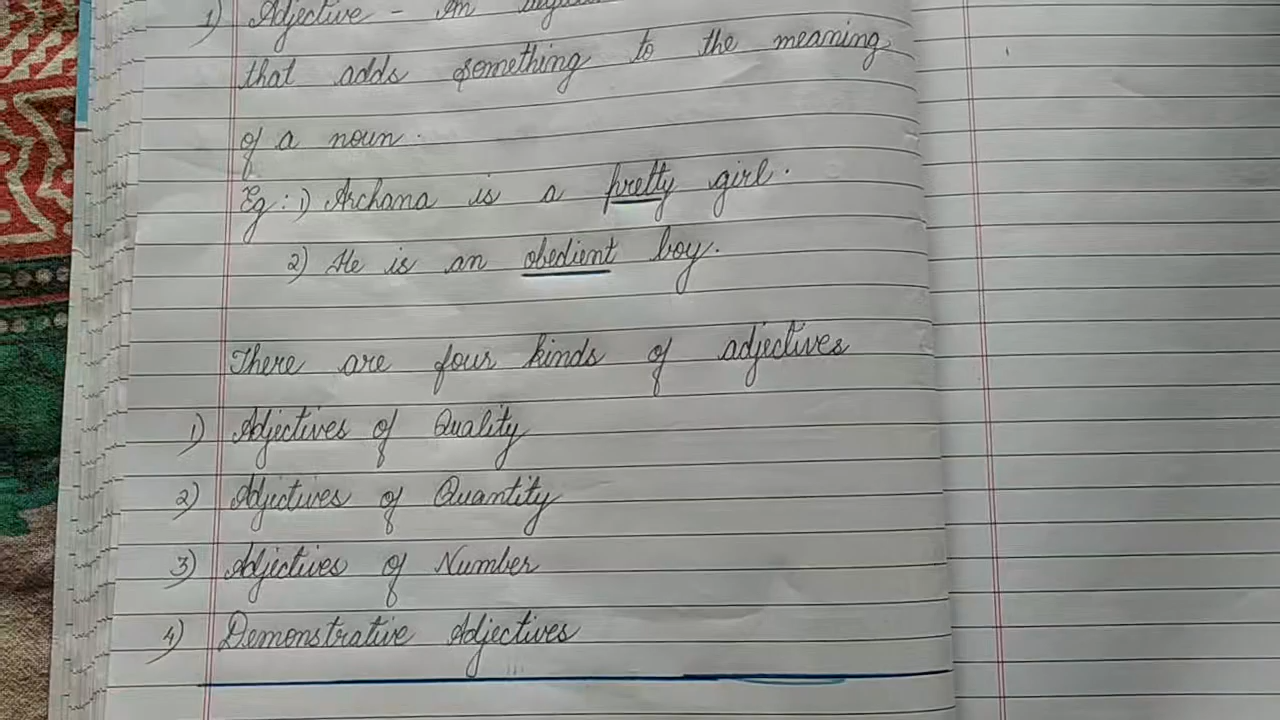 1) Adjective - An
that adds something to the meaning
of a noun.
Eg: 1) Archana is a pretty girl.
2) He is an obedient boy.
There are four kinds of adjectives
1) Adjectives of Quality
2) Adjectives of Quantity
3) Adjectives of Number
4) Demonstrative Adjectives